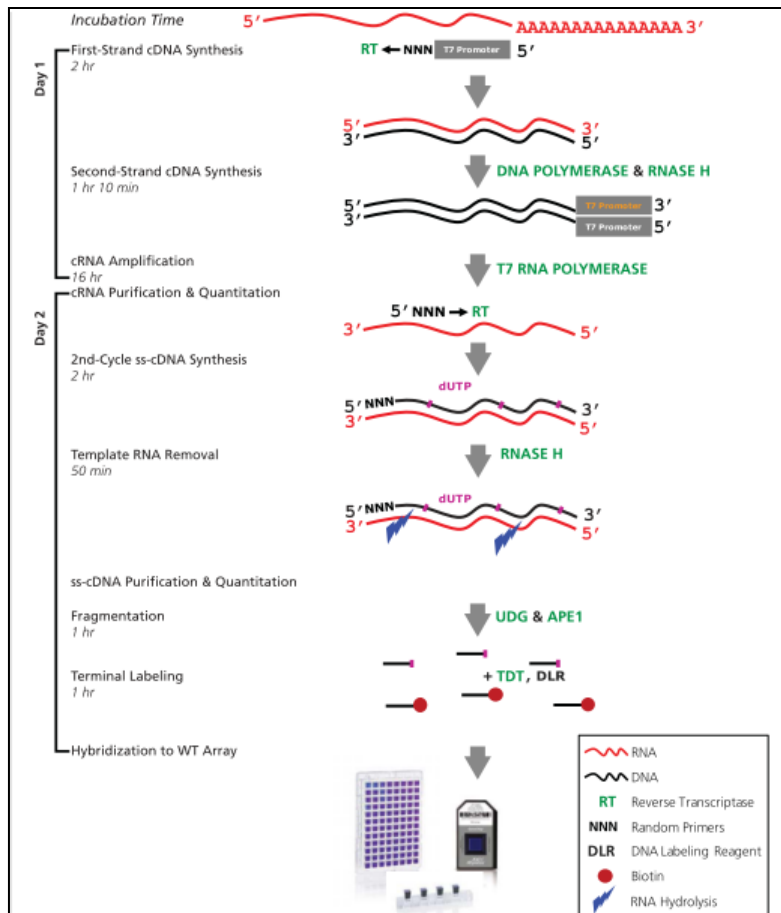 Incubation Time
5′ AAAAAAAAAAAAAAA 3′
First-Strand cDNA Synthesis
2 hr
RT NNN T7 Promoter 5′
Day 1
5′ 3′
3′ 5′
Second-Strand cDNA Synthesis
1 hr 10 min
DNA POLYMERASE & RNASE H
5′ T7 Promoter 3′
3′ T7 Promoter 5′
cRNA Amplification
16 hr
T7 RNA POLYMERASE
cRNA Purification & Quantitation
Day 2
5′ NNN RT
3′ 5′
2nd-Cycle ss-cDNA Synthesis
2 hr
dUTP
5′ NNN 3′
3′ 5′
Template RNA Removal
50 min
RNASE H
dUTP
5′ NNN 3′
3′ 5′
ss-cDNA Purification & Quantitation
Fragmentation
1 hr
UDG & APE1
Terminal Labeling
1 hr
+ TDT, DLR
Hybridization to WT Array
RNA
DNA
RT Reverse Transcriptase
NNN Random Primers
DLR DNA Labeling Reagent
Biotin
RNA Hydrolysis